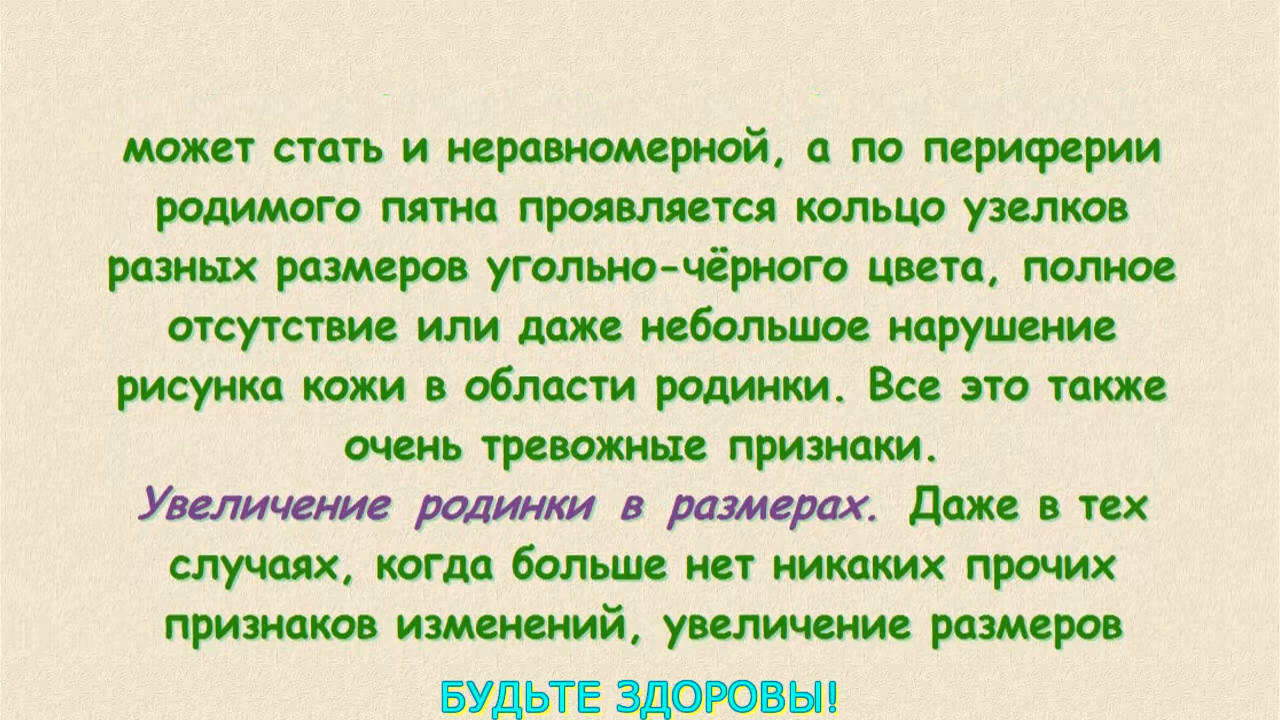 может стать и неравномерной, а по периферии
родимого пятна проявляется кольцо узелков
разных размеров угольно-чёрного цвета, полное
отсутствие или даже небольшое нарушение
рисунка кожи в области родинки. Все это также
очень тревожные признаки.
Увеличение родинки в размерах. Даже в тех
случаях, когда больше нет никаких прочих
признаков изменений, увеличение размеров
БУДЬТЕ ЗДОРОВЫ!